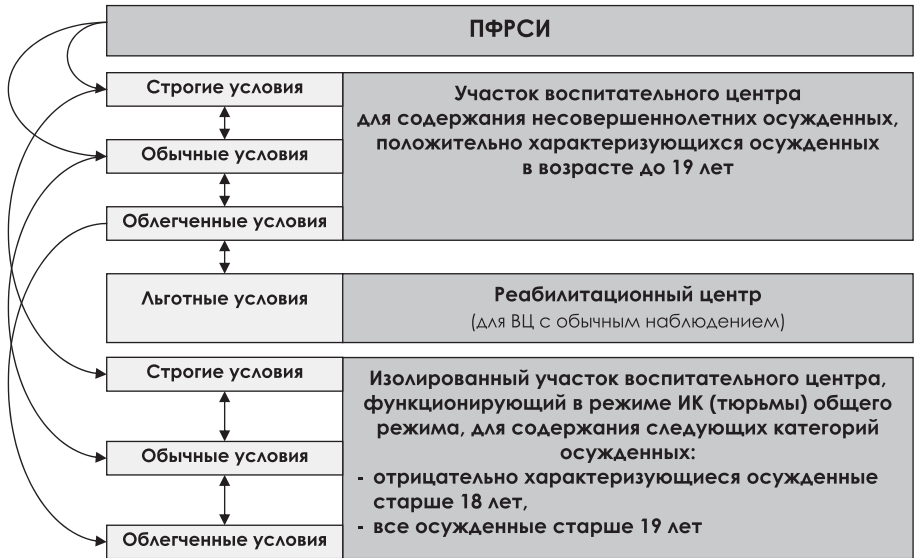 ПФРСИ
Строгие условия
Обычные условия
Облегченные условия
Участок воспитательного центра
для содержания несовершеннолетних осужденных,
положительно характеризующихся осужденных
в возрасте до 19 лет
Льготные условия
Реабилитационный центр
(для ВЦ с обычным наблюдением)
Строгие условия
Обычные условия
Облегченные условия
Изолированный участок воспитательного центра,
функционирующий в режиме ИК (тюрьмы) общего
режима, для содержания следующих категорий
осужденных:
- отрицательно характеризующиеся осужденные
старше 18 лет,
- все осужденные старше 19 лет